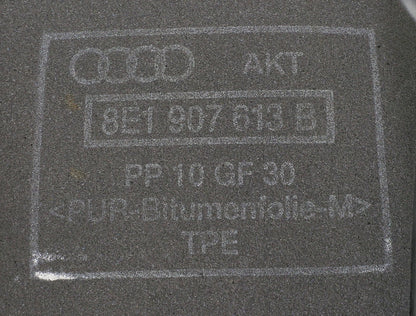 AKT
8E1 907 613 B
PP 10 GF 30
<PUR-Bitumenfolie-M>
TPE